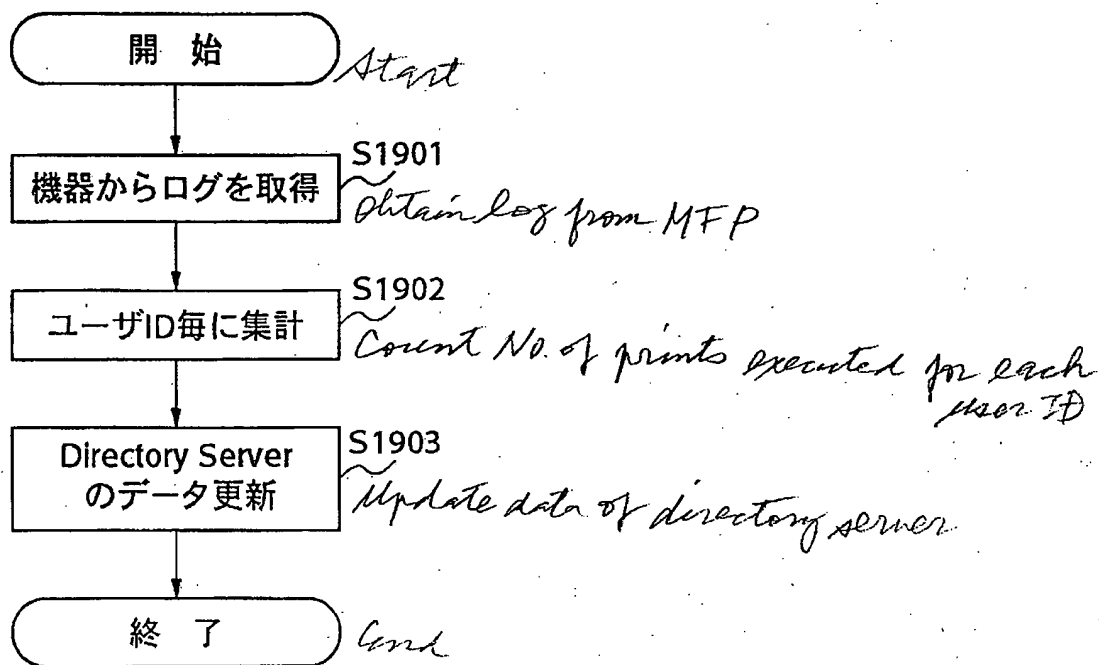 開 始
Start
S1901
機器からログを取得
Obtain log from MFP
S1902
ユーザID毎に集計
Count No. of prints executed for each
user ID
S1903
Directory Server
のデータ更新
Update data of directory server
終 了
End